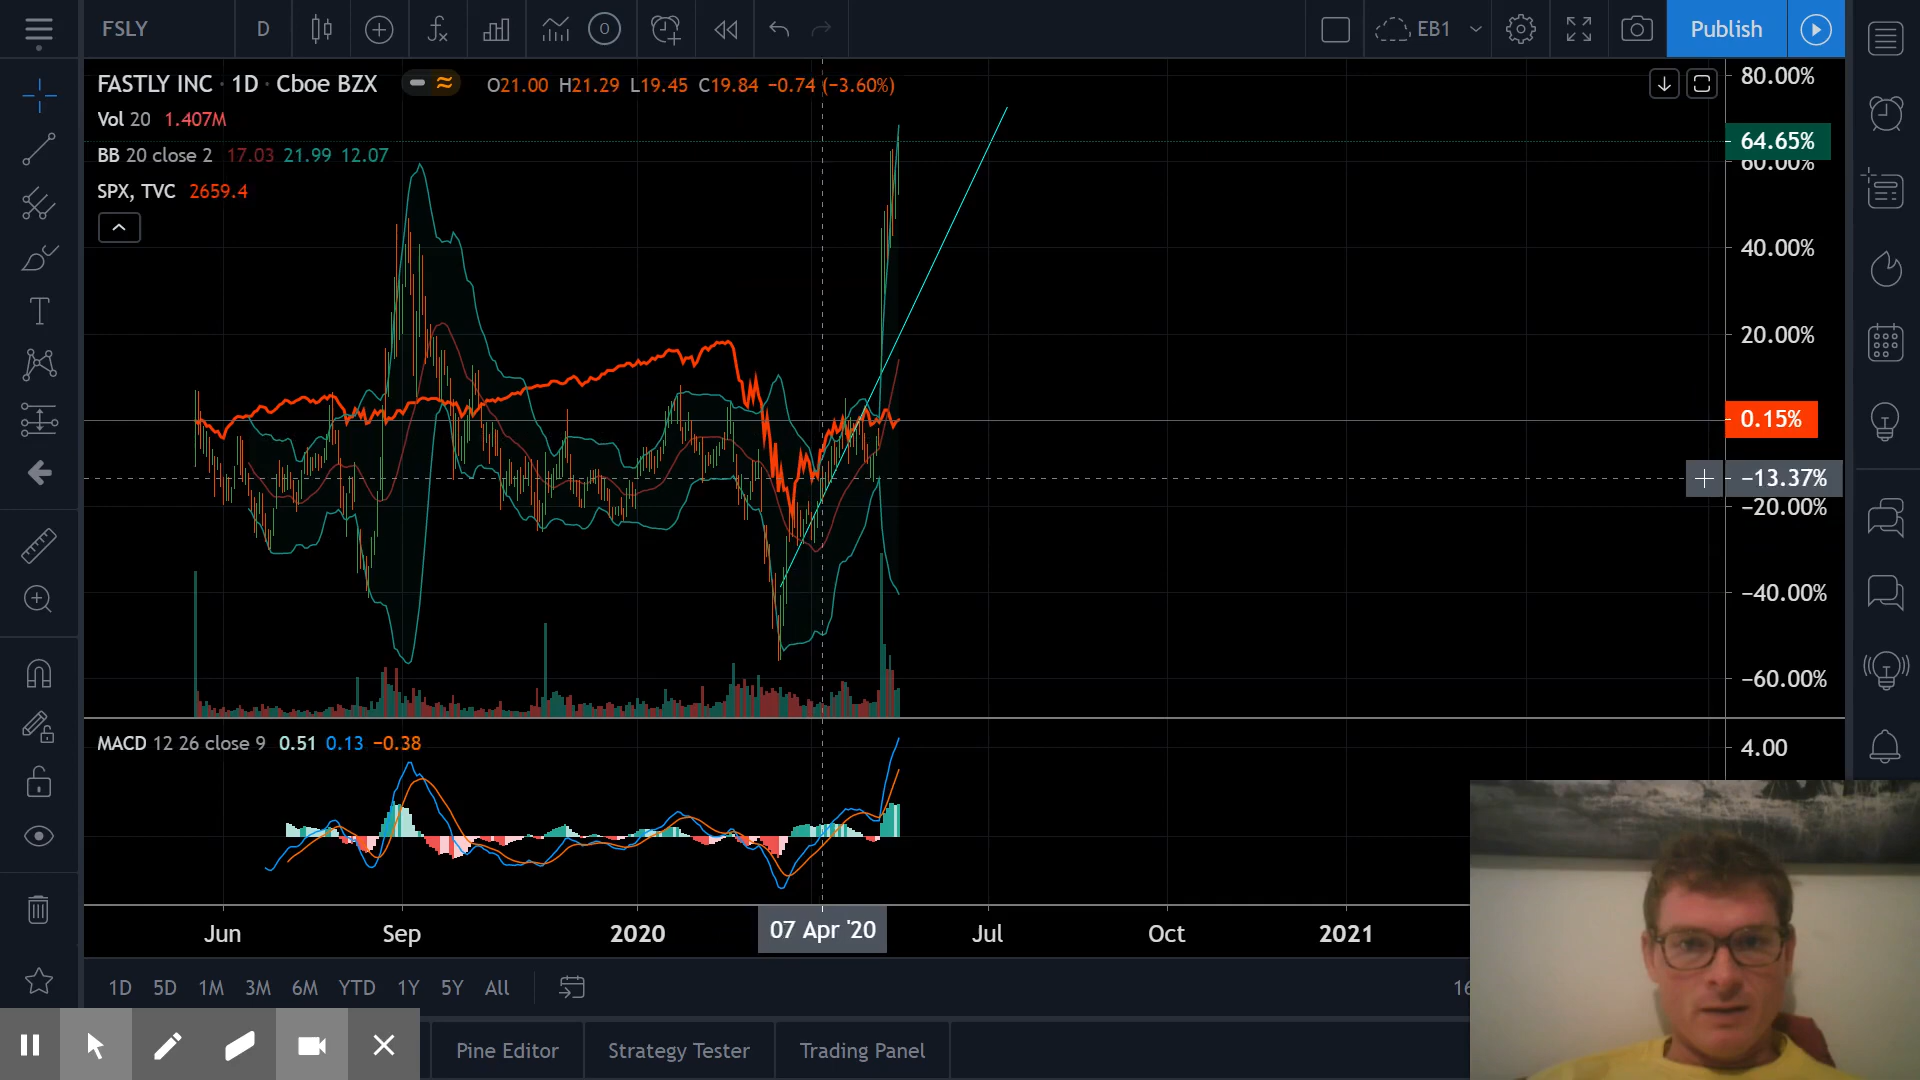 FSLY D EB1 Publish
FASTLY INC · 1D · Cboe BZX O21.00 H21.29 L19.45 C19.84 −0.74 (−3.60%)
Vol 20 1.407M
BB 20 close 2 17.03 21.99 12.07
SPX, TVC 2659.4
80.00%
64.65%
60.00%
40.00%
20.00%
0.15%
−13.37%
−20.00%
−40.00%
−60.00%
MACD 12 26 close 9 0.51 0.13 −0.38
4.00
Jun Sep 2020 07 Apr '20 Jul Oct 2021
1D 5D 1M 3M 6M YTD 1Y 5Y All 16
Pine Editor Strategy Tester Trading Panel